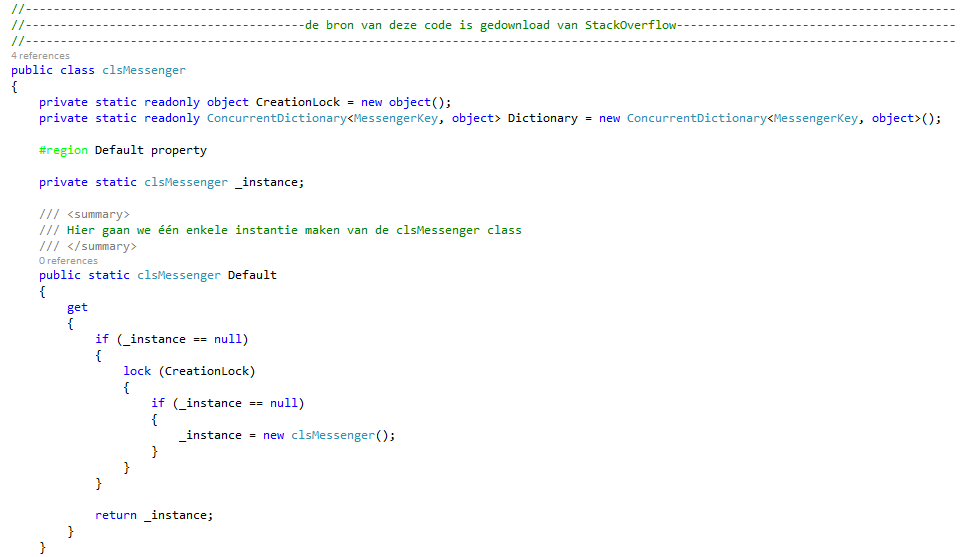 //-------------------------------------------------------------------------------------------------------------------------------------
//----------------------------------------de bron van deze code is gedownload van StackOverflow----------------------------------------
//-------------------------------------------------------------------------------------------------------------------------------------
4 references
public class clsMessenger
{
    private static readonly object CreationLock = new object();
    private static readonly ConcurrentDictionary<MessengerKey, object> Dictionary = new ConcurrentDictionary<MessengerKey, object>();
    #region Default property
    private static clsMessenger _instance;
    /// <summary>
    /// Hier gaan we één enkele instantie maken van de clsMessenger class
    /// </summary>
    0 references
    public static clsMessenger Default
    {
        get
        {
            if (_instance == null)
            {
                lock (CreationLock)
                {
                    if (_instance == null)
                    {
                        _instance = new clsMessenger();
                    }
                }
            }
            return _instance;
        }
    }